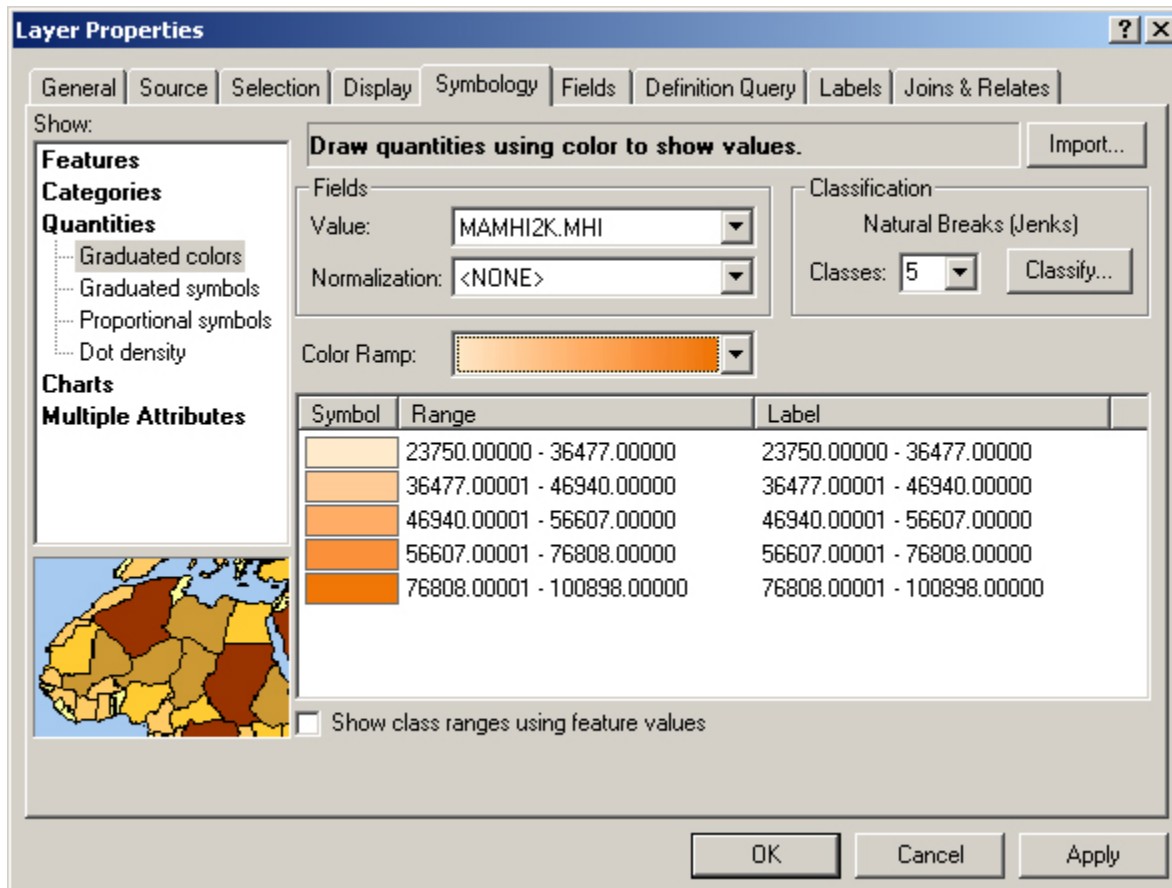 Layer Properties
General Source Selection Display Symbology Fields Definition Query Labels Joins & Relates
Show:
Features
Categories
Quantities
Graduated colors
Graduated symbols
Proportional symbols
Dot density
Charts
Multiple Attributes
Draw quantities using color to show values.
Import...
Fields
Value: MAMHI2K.MHI
Normalization: <NONE>
Classification
Natural Breaks (Jenks)
Classes: 5 Classify...
Color Ramp:
Symbol Range Label
23750.00000 - 36477.00000 23750.00000 - 36477.00000
36477.00001 - 46940.00000 36477.00001 - 46940.00000
46940.00001 - 56607.00000 46940.00001 - 56607.00000
56607.00001 - 76808.00000 56607.00001 - 76808.00000
76808.00001 - 100898.00000 76808.00001 - 100898.00000
Show class ranges using feature values
OK Cancel Apply